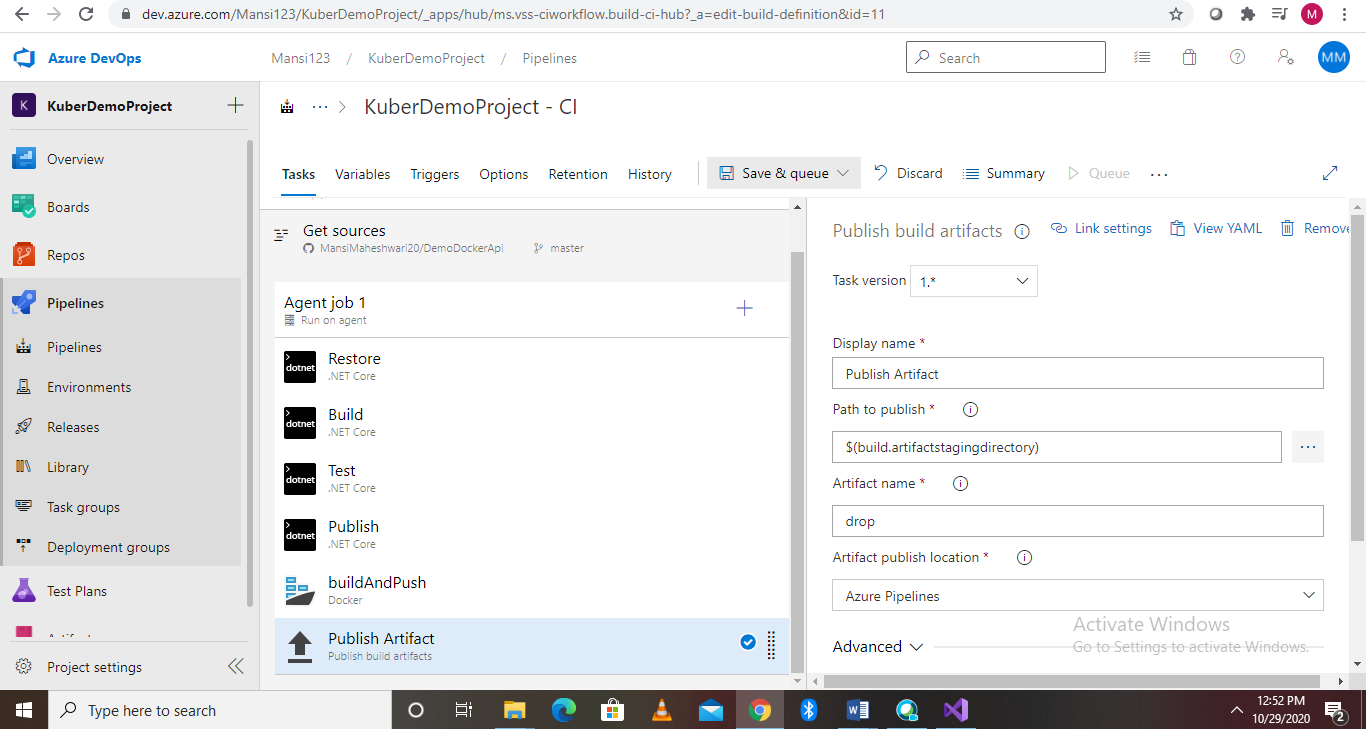 dev.azure.com/Mansi123/KuberDemoProject/_apps/hub/ms.vss-ciworkflow.build-ci-hub?_a=edit-build-definition&id=11
M
Azure DevOps
Mansi123 / KuberDemoProject / Pipelines
Search
MM
K
KuberDemoProject
Overview
Boards
Repos
Pipelines
Pipelines
Environments
Releases
Library
Task groups
Deployment groups
Test Plans
Project settings
KuberDemoProject - CI
Tasks
Variables
Triggers
Options
Retention
History
Save & queue
Discard
Summary
Queue
Get sources
MansiMaheshwari20/DemoDockerApi
master
Agent job 1
Run on agent
dotnet
Restore
.NET Core
dotnet
Build
.NET Core
dotnet
Test
.NET Core
dotnet
Publish
.NET Core
buildAndPush
Docker
Publish Artifact
Publish build artifacts
Publish build artifacts
Link settings
View YAML
Remove
Task version
1.*
Display name *
Publish Artifact
Path to publish *
$(build.artifactstagingdirectory)
Artifact name *
drop
Artifact publish location *
Azure Pipelines
Advanced
Activate Windows
Go to Settings to activate Windows.
Type here to search
12:52 PM
10/29/2020
2